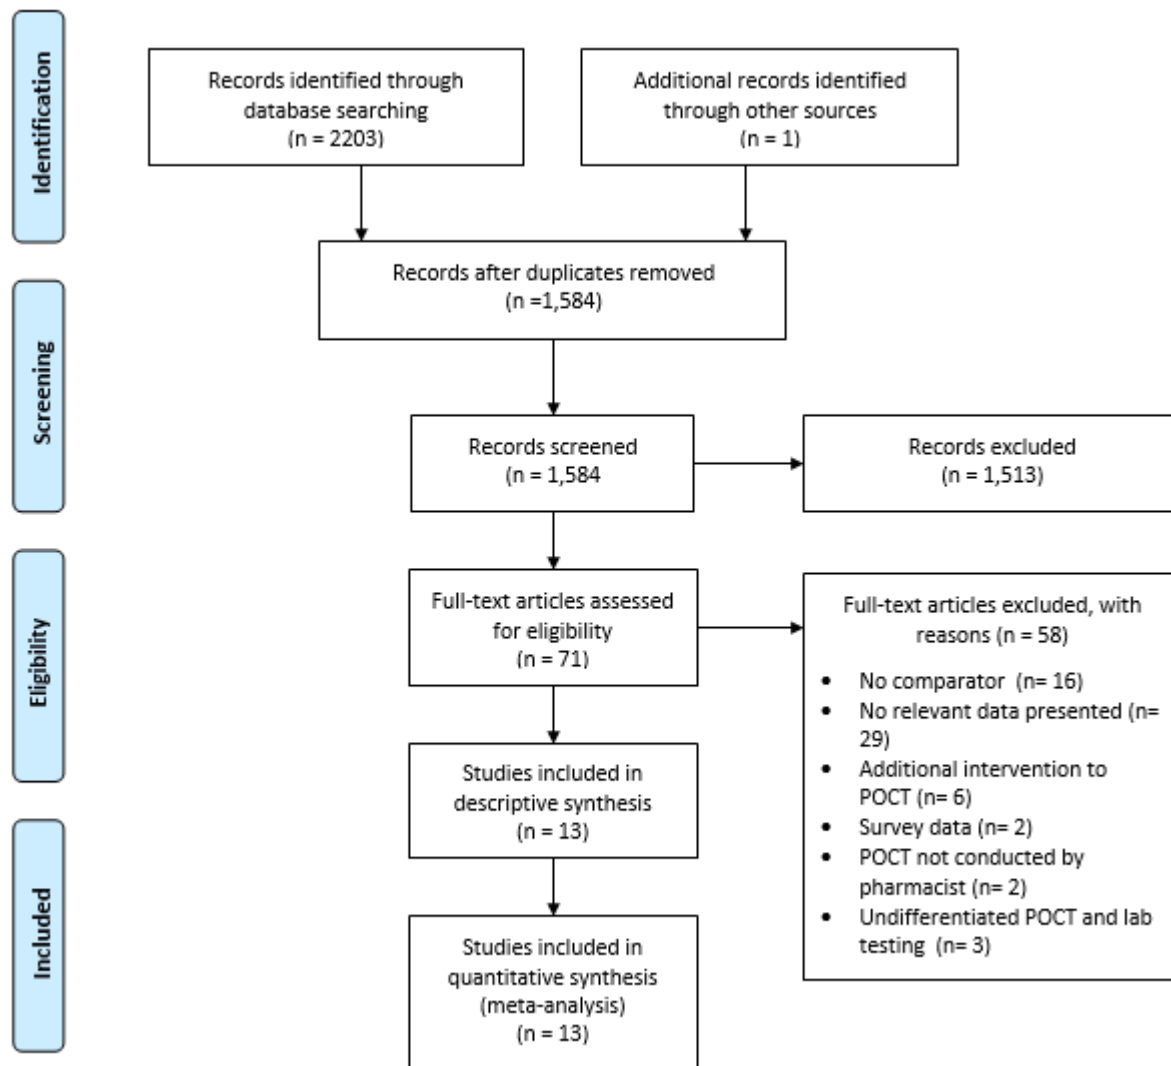 Identification
Records identified through
database searching
(n = 2203)
Additional records identified
through other sources
(n = 1)
Records after duplicates removed
(n =1,584)
Screening
Records screened
(n = 1,584
Records excluded
(n = 1,513)
Eligibility
Full-text articles assessed
for eligibility
(n = 71)
Full-text articles excluded, with
reasons (n = 58)
• No comparator (n= 16)
• No relevant data presented (n=
29)
• Additional intervention to
POCT (n= 6)
• Survey data (n= 2)
• POCT not conducted by
pharmacist (n= 2)
• Undifferentiated POCT and lab
testing (n= 3)
Studies included in
descriptive synthesis
(n = 13)
Included
Studies included in
quantitative synthesis
(meta-analysis)
(n = 13)